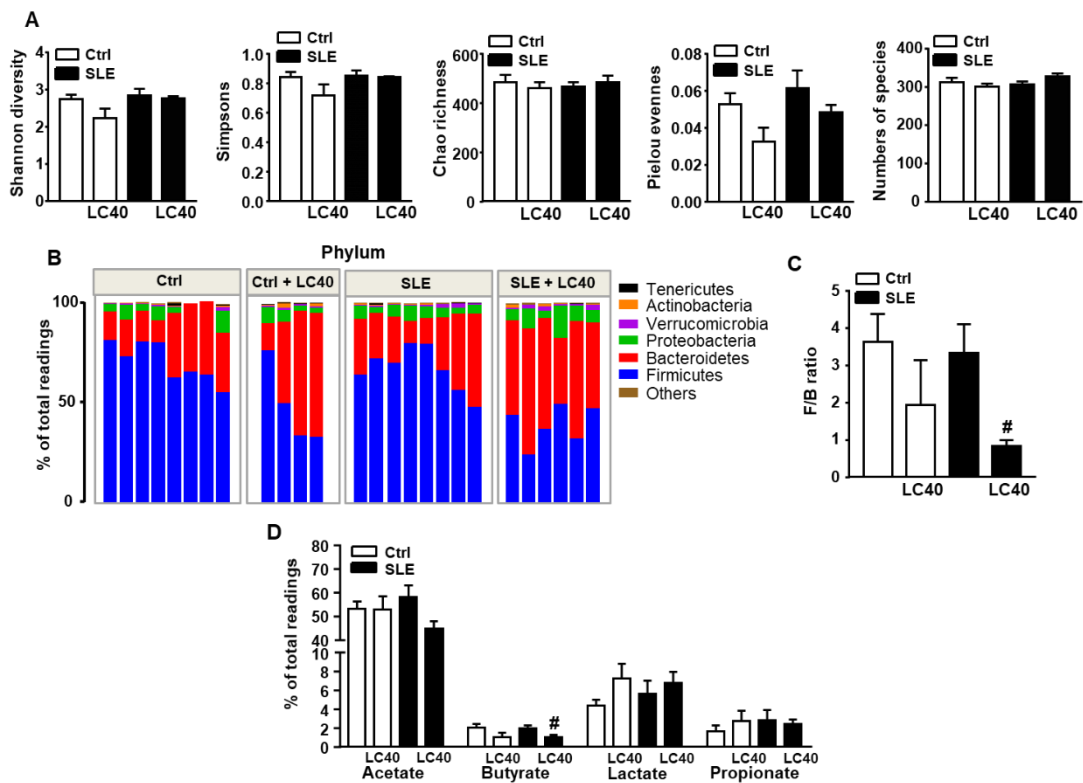 A
Shannon diversity
4
3
2
1
0
Ctrl
SLE
LC40
LC40
Simpsons
1.0
0.8
0.6
0.4
0.2
0.0
Ctrl
SLE
LC40
LC40
Chao richness
600
400
200
0
Ctrl
SLE
LC40
LC40
Pielou evennes
0.08
0.06
0.04
0.02
0.00
Ctrl
SLE
LC40
LC40
Numbers of species
400
300
200
100
0
Ctrl
SLE
LC40
LC40
B
Phylum
Ctrl
Ctrl + LC40
SLE
SLE + LC40
% of total readings
100
50
0
Tenericutes
Actinobacteria
Verrucomicrobia
Proteobacteria
Bacteroidetes
Firmicutes
Others
C
Ctrl
SLE
F/B ratio
5
4
3
2
1
0
#
LC40
LC40
D
Ctrl
SLE
% of total readings
80
70
60
50
40
10
8
6
4
2
0
#
LC40 LC40 LC40 LC40 LC40 LC40 LC40 LC40
Acetate Butyrate Lactate Propionate